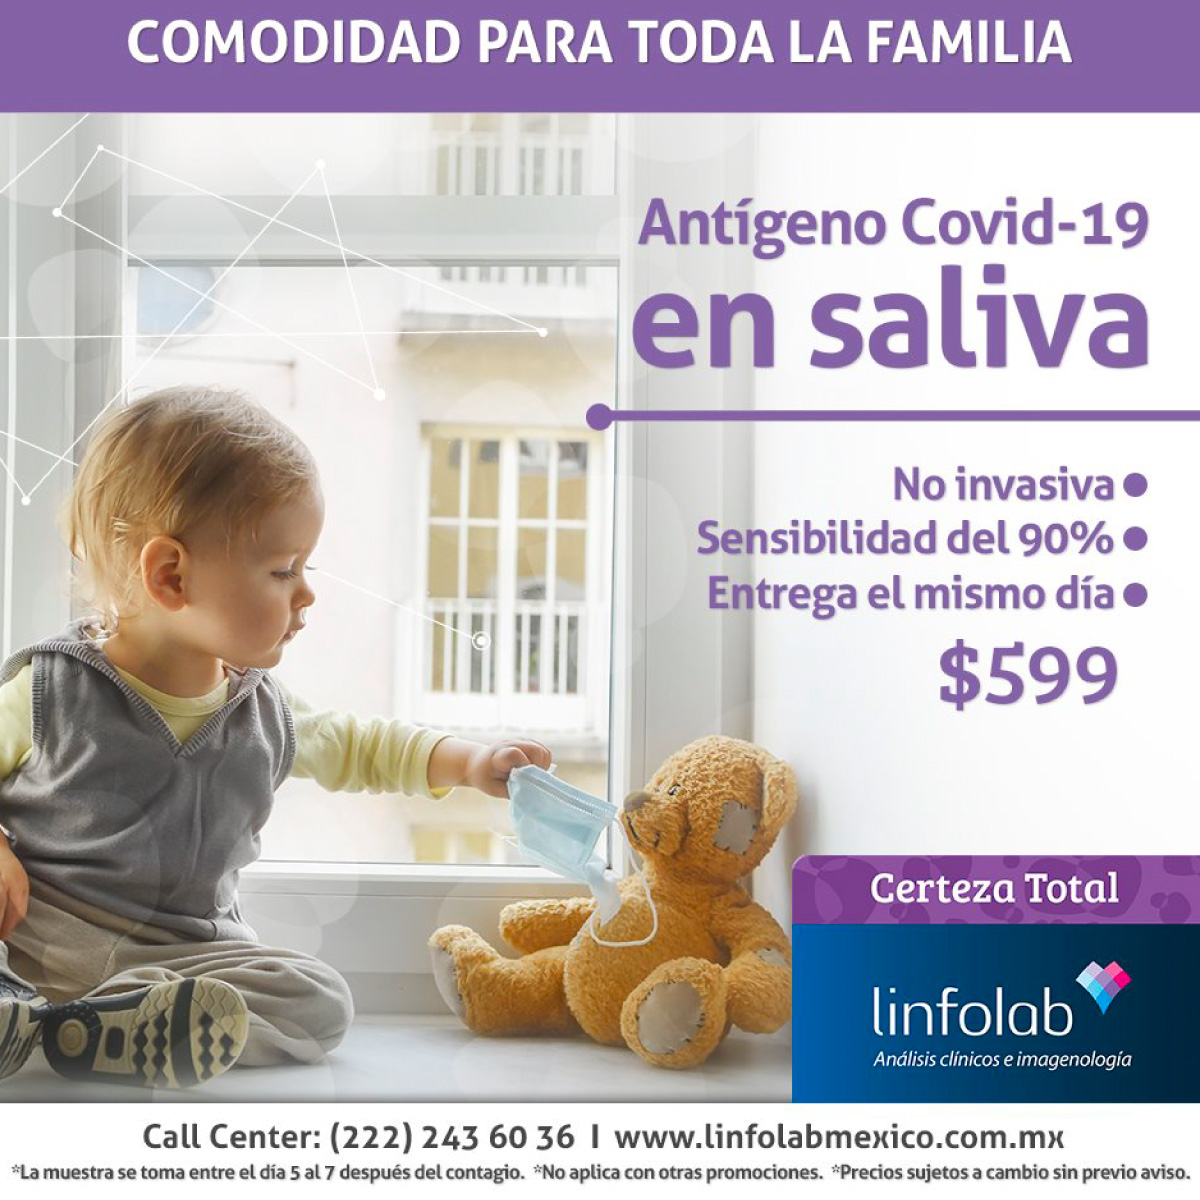 COMODIDAD PARA TODA LA FAMILIA
Antígeno Covid-19
en saliva
No invasiva ●
Sensibilidad del 90% ●
Entrega el mismo día ●
$599
Certeza Total
linfolab
Análisis clínicos e imagenología
Call Center: (222) 243 60 36 | www.linfolabmexico.com.mx
*La muestra se toma entre el día 5 al 7 después del contagio. *No aplica con otras promociones. *Precios sujetos a cambio sin previo aviso.